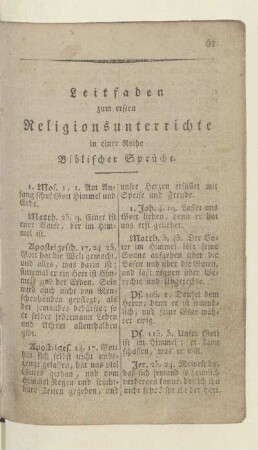 Leitfaden
zum ersten
Religionsunterrichte
in einer Reihe
Biblischer Sprüche.
1. Mos. 1, 1. Am An-
fang schuf Gott Himmel und
Erde.
Matth. 23, 9. Einer ist
euer Vater, der im Himmel
ist.
Apostelgesch. 17, 24. 25.
Gott hat die Welt gemacht,
und alles, was darin ist;
sintemal er ein Herr ist Him-
mels und der Erden. Sein
wird auch nicht von Men-
schenhänden gepflegt, als
der jemandes bedürfte; so
er selber jedermann Leben
und Athem allenthalben
gibt.
Apostelges. 14, 17. Gott
hat sich selbst nicht unbe-
zeuget gelassen, hat uns viel
Gutes gethan, und vom
Himmel Regen und frucht-
bare Zeiten gegeben, und
unsre Herzen erfüllet mit
Speise und Freude.
1. Joh. 4, 19. Lasset uns
Gott lieben, denn er hat
uns erst geliebet.
Matth. 5, 45. Der Va-
ter im Himmel läßt seine
Sonne aufgehen über die
Bösen und über die Guten,
und läßt regnen über Ge-
rechte und Ungerechte.
Ps. 106, 1. Danket dem
Herrn, denn er ist freundlich,
und seine Güte wäh-
ret ewig.
Ps. 115, 3. Unser Gott
ist im Himmel; er kann
schaffen, was er will.
Jer. 23, 24. Meinest du,
daß sich jemand so heimlich
verbergen könne, daß ich ihn
nicht sehe? spricht der Herr.